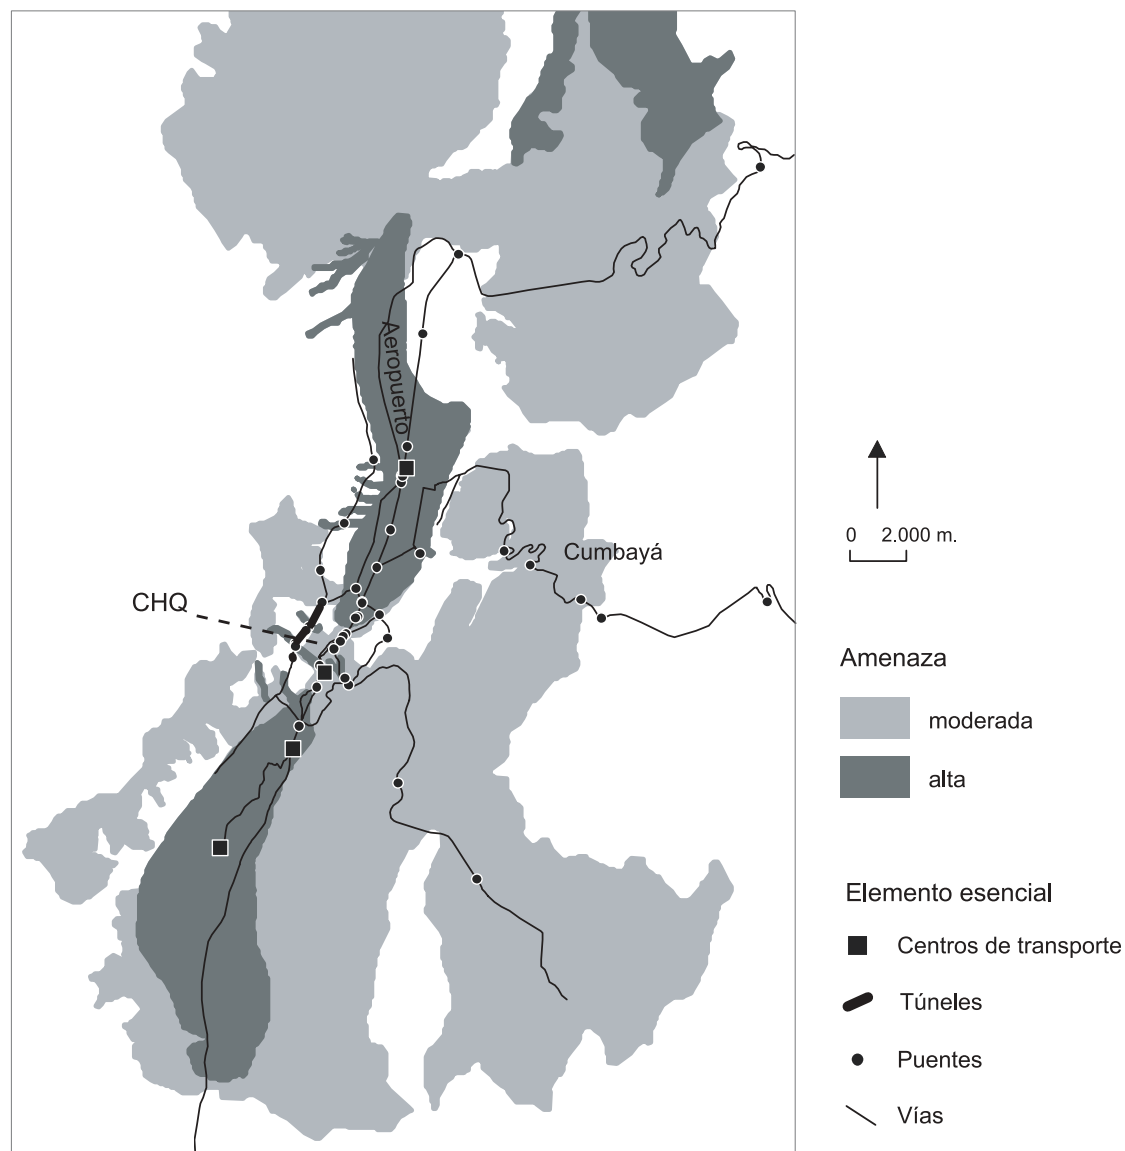 Aeropuerto
Cumbayá
CHQ
0 2.000 m.
Amenaza
moderada
alta
Elemento esencial
Centros de transporte
Túneles
Puentes
Vías